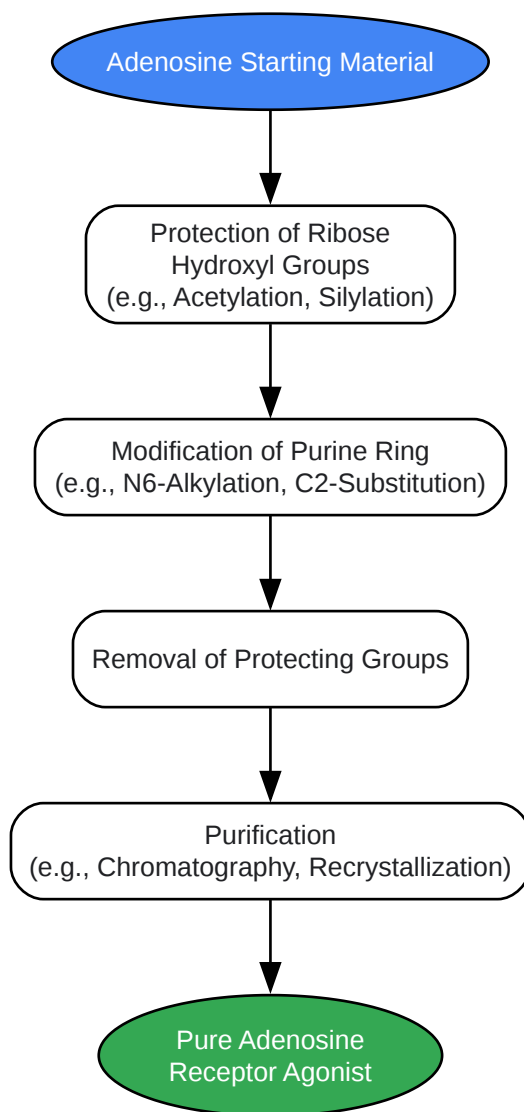 Adenosine Starting Material
Protection of Ribose
Hydroxyl Groups
(e.g., Acetylation, Silylation)
Modification of Purine Ring
(e.g., N6-Alkylation, C2-Substitution)
Removal of Protecting Groups
Purification
(e.g., Chromatography, Recrystallization)
Pure Adenosine
Receptor Agonist